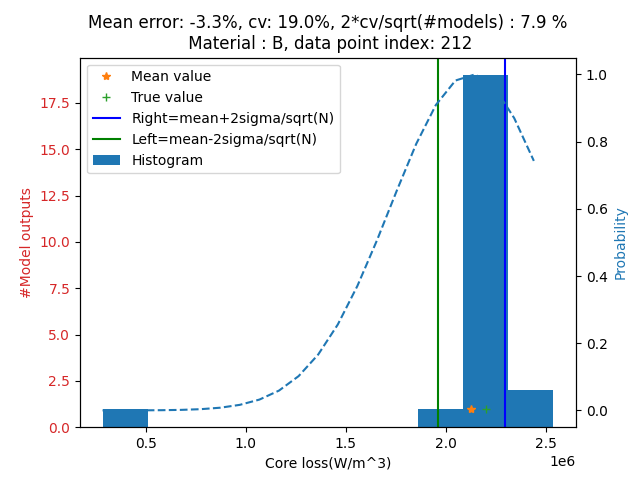 Mean error: -3.3%, cv: 19.0%, 2*cv/sqrt(#models) : 7.9 %
Material : B, data point index: 212
Mean value
True value
Right=mean+2sigma/sqrt(N)
Left=mean-2sigma/sqrt(N)
Histogram
#Model outputs
17.5
15.0
12.5
10.0
7.5
5.0
2.5
0.0
1.0
0.8
0.6
0.4
0.2
0.0
Probability
0.5
1.0
1.5
2.0
2.5
1e6
Core loss(W/m^3)